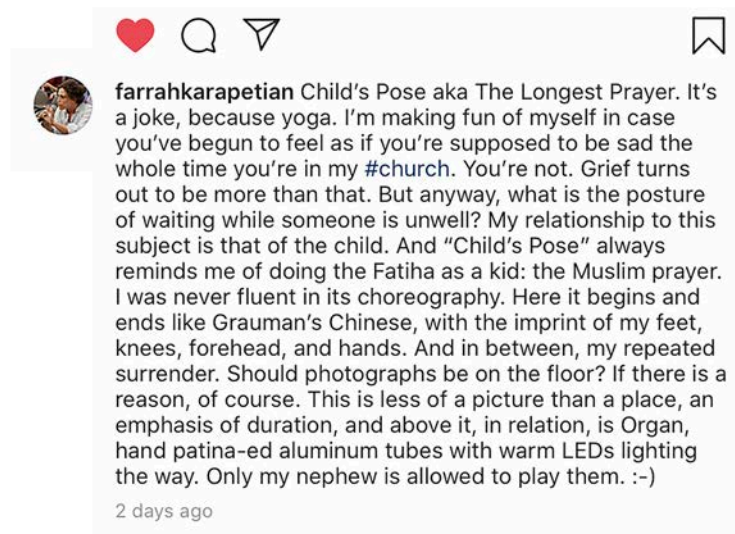 farrahkarapetian Child’s Pose aka The Longest Prayer. It’s
a joke, because yoga. I’m making fun of myself in case
you’ve begun to feel as if you’re supposed to be sad the
whole time you’re in my #church. You’re not. Grief turns
out to be more than that. But anyway, what is the posture
of waiting while someone is unwell? My relationship to this
subject is that of the child. And “Child’s Pose” always
reminds me of doing the Fatiha as a kid: the Muslim prayer.
I was never fluent in its choreography. Here it begins and
ends like Grauman’s Chinese, with the imprint of my feet,
knees, forehead, and hands. And in between, my repeated
surrender. Should photographs be on the floor? If there is a
reason, of course. This is less of a picture than a place, an
emphasis of duration, and above it, in relation, is Organ,
hand patina-ed aluminum tubes with warm LEDs lighting
the way. Only my nephew is allowed to play them. :-)
2 days ago